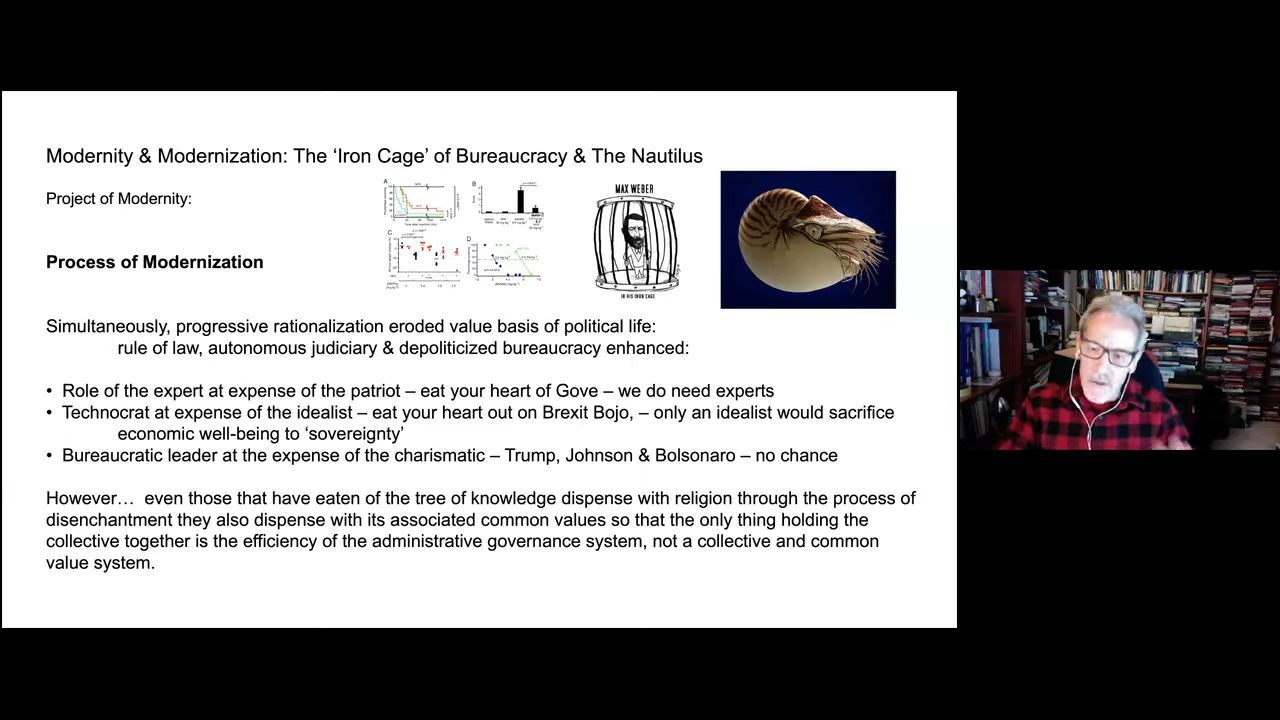 Modernity & Modernization: The ‘Iron Cage’ of Bureaucracy & The Nautilus
Project of Modernity:
A
B
C
D
MAX WEBER
IN HIS IRON CAGE
Process of Modernization
Simultaneously, progressive rationalization eroded value basis of political life:
rule of law, autonomous judiciary & depoliticized bureaucracy enhanced:
• Role of the expert at expense of the patriot – eat your heart of Gove – we do need experts
• Technocrat at expense of the idealist – eat your heart out on Brexit Bojo, – only an idealist would sacrifice
economic well-being to ‘sovereignty’
• Bureaucratic leader at the expense of the charismatic – Trump, Johnson & Bolsonaro – no chance
However… even those that have eaten of the tree of knowledge dispense with religion through the process of
disenchantment they also dispense with its associated common values so that the only thing holding the
collective together is the efficiency of the administrative governance system, not a collective and common
value system.